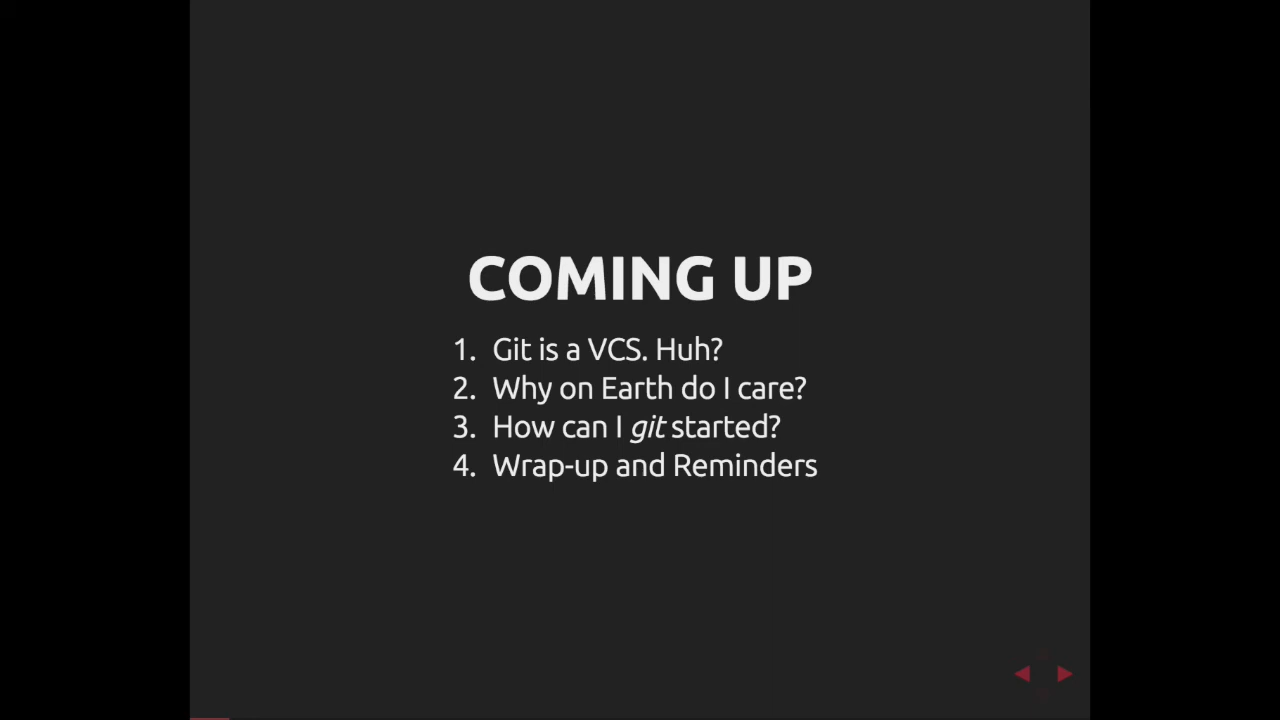 COMING UP
1. Git is a VCS. Huh?
2. Why on Earth do I care?
3. How can I git started?
4. Wrap-up and Reminders